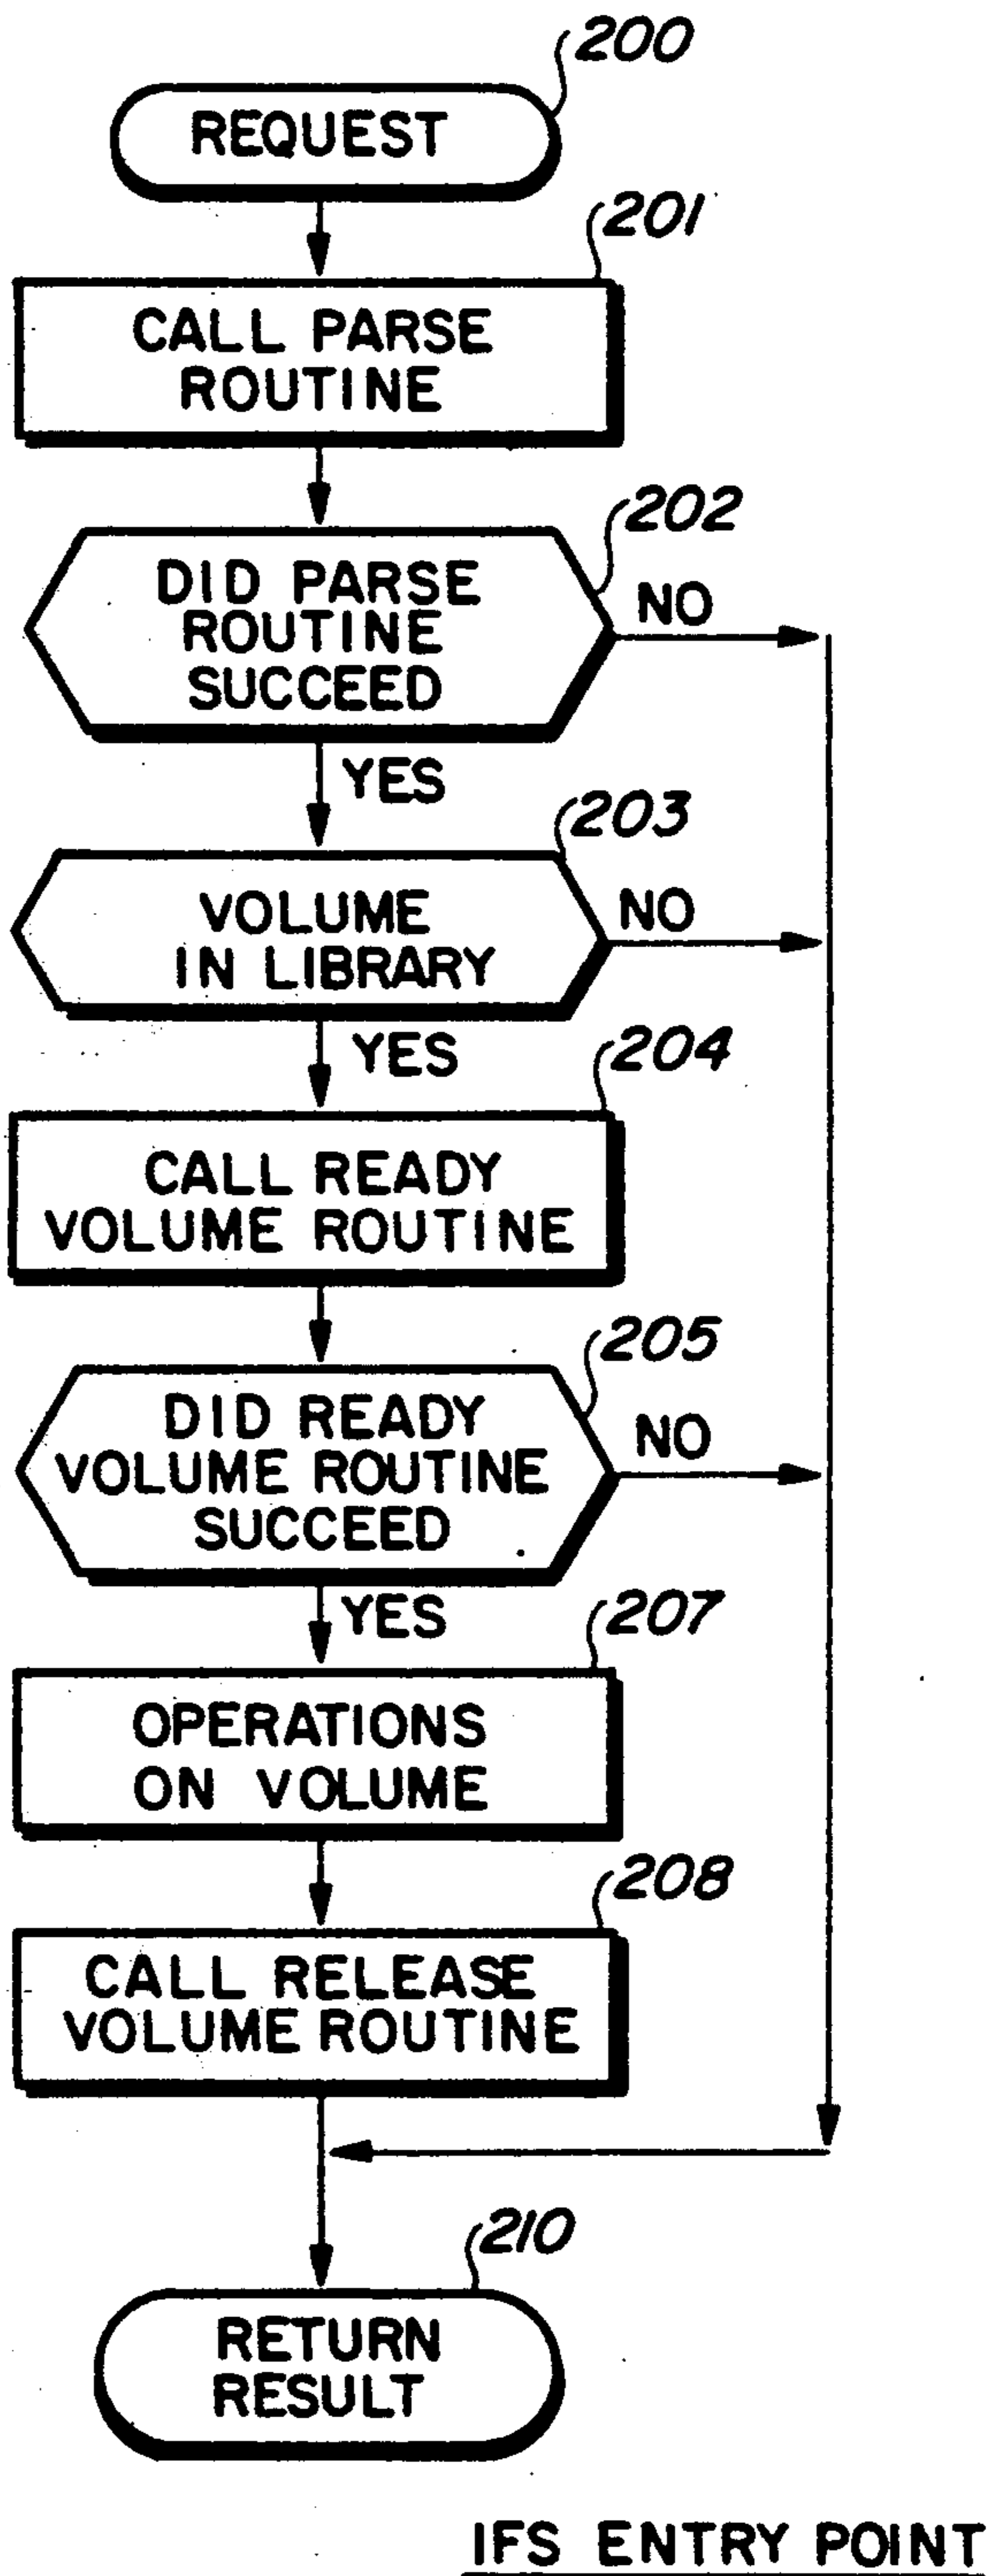 200
REQUEST
201
CALL PARSE
ROUTINE
202
DID PARSE
ROUTINE
SUCCEED
NO
YES
203
VOLUME
IN LIBRARY
NO
YES
204
CALL READY
VOLUME ROUTINE
205
DID READY
VOLUME ROUTINE
SUCCEED
NO
YES
207
OPERATIONS
ON VOLUME
208
CALL RELEASE
VOLUME ROUTINE
210
RETURN
RESULT
IFS ENTRY POINT